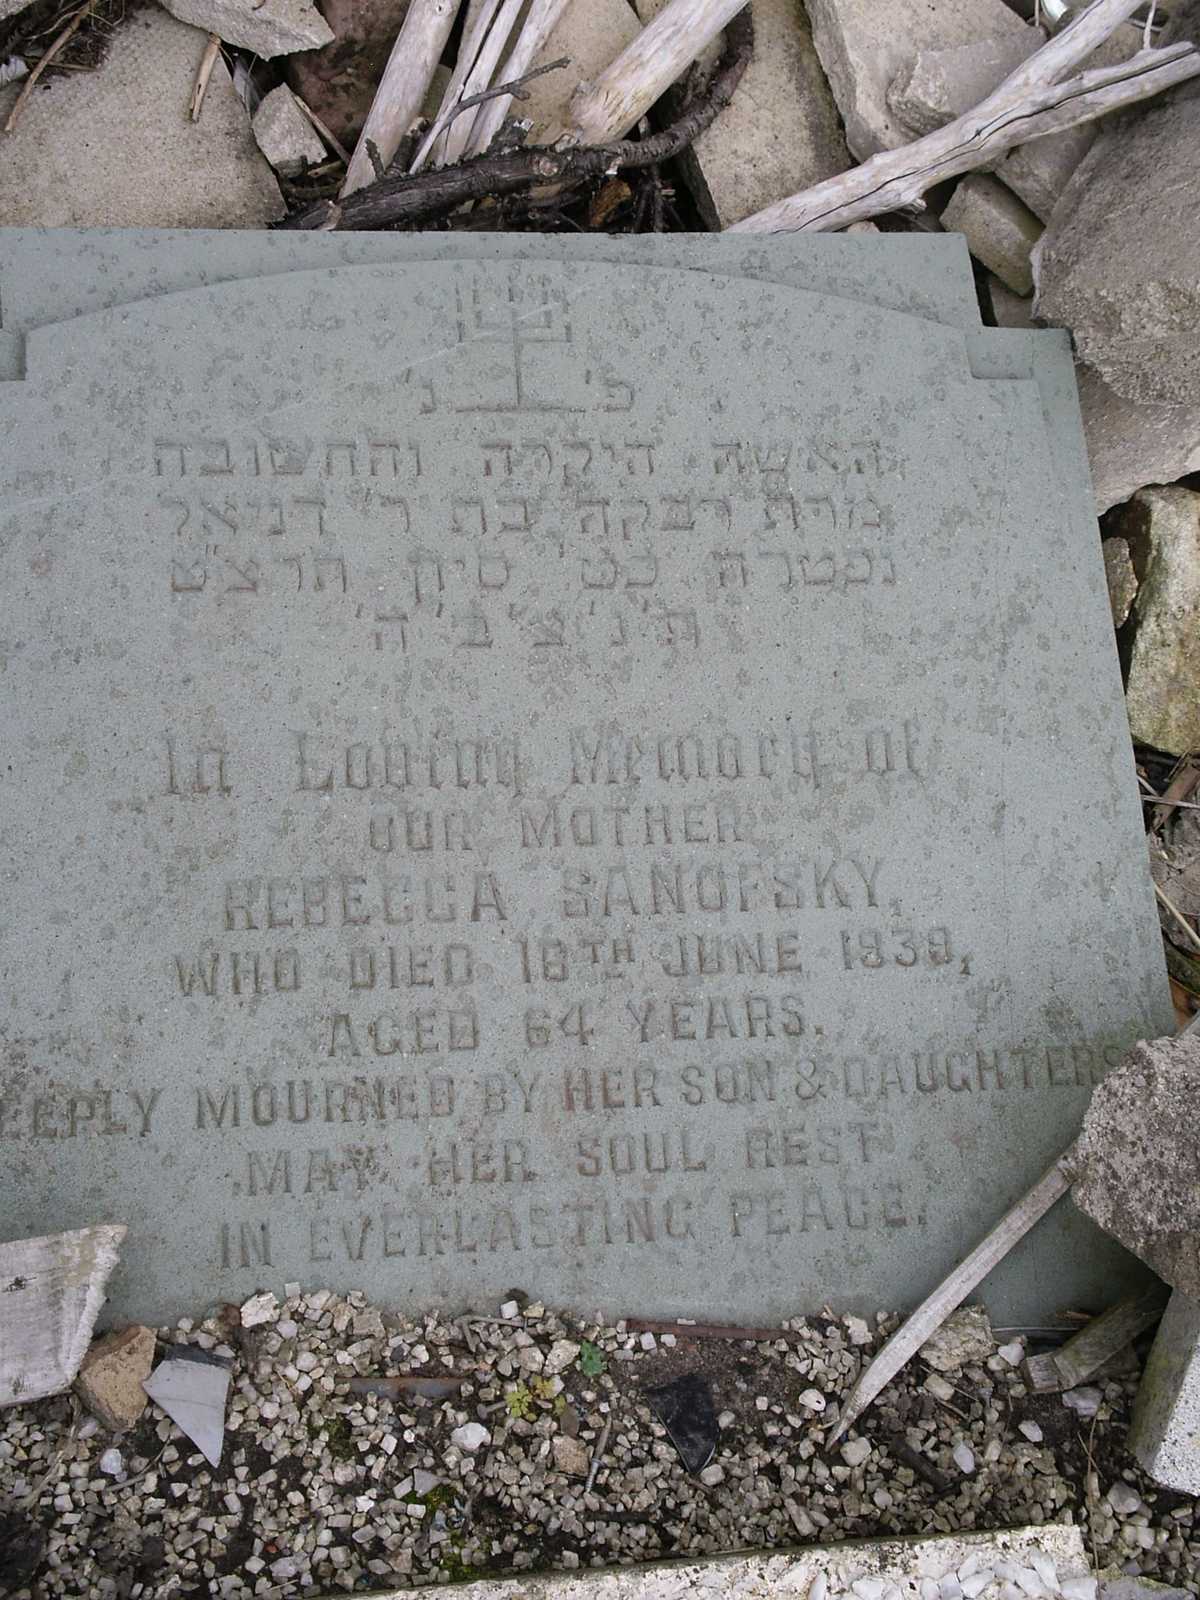 פ' נ'
האשה היקרה והחשובה
מרת רבקה בת ר' דניאל
נפטרה כט' סיון תרצ"ט
ת' נ' צ' ב' ה'
In Loving Memory of
OUR MOTHER
REBECCA SANOFSKY,
WHO DIED 16TH JUNE 1939,
AGED 64 YEARS.
EEPLY MOURNED BY HER SON & DAUGHTERS
MAY HER SOUL REST
IN EVERLASTING PEACE.